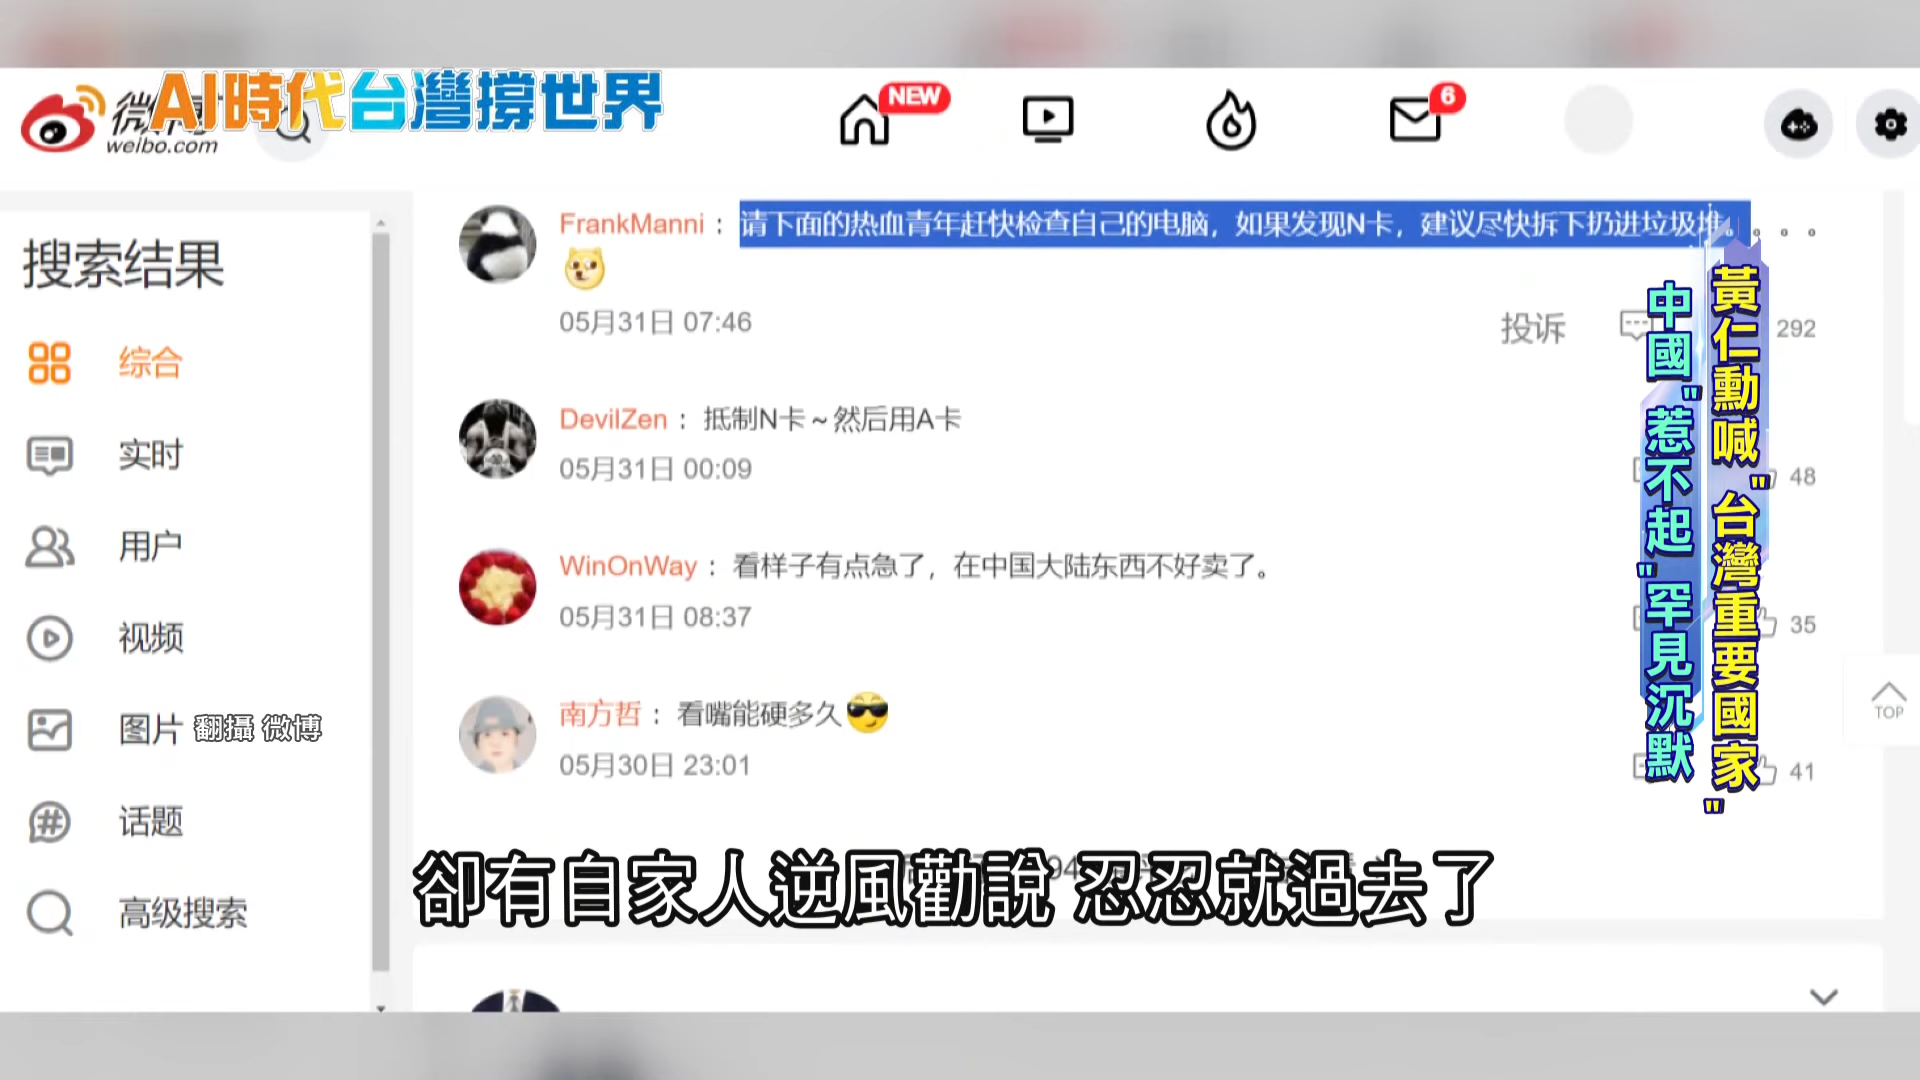 AI時代台灣撐世界
weibo.com
NEW
6
搜索结果
综合
实时
用户
视频
图片
翻攝 微博
话题
高级搜索
FrankManni：请下面的热血青年赶快检查自己的电脑，如果发现N卡，建议尽快拆下扔进垃圾堆。。。。
05月31日 07:46
投诉
292
DevilZen：抵制N卡～然后用A卡
05月31日 00:09
48
WinOnWay：看样子有点急了，在中国大陆东西不好卖了。
05月31日 08:37
35
南方哲：看嘴能硬多久
05月30日 23:01
41
TOP
黃仁勳喊"台灣重要國家"
中國"惹不起"罕見沉默
卻有自家人逆風勸說 忍忍就過去了